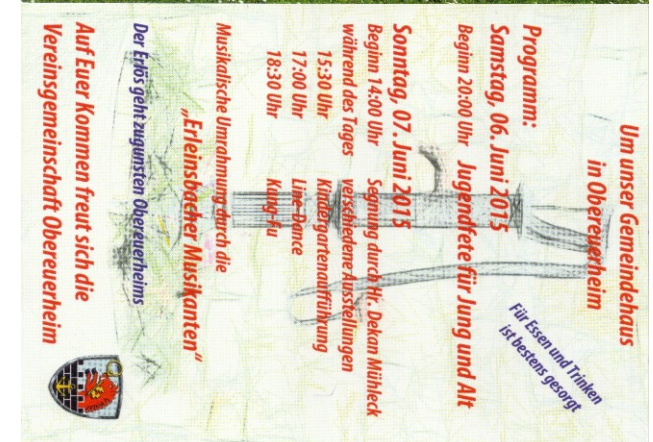 Um unser Gemeindehaus
in Obereuerheim
Für Essen und Trinken
ist bestens gesorgt
Programm:
Samstag, 06. Juni 2015
Beginn 20:00 Uhr Jugendfete für Jung und Alt
Sonntag, 07. Juni 2015
Beginn 14:00 Uhr Segnung durch Hr. Dekan Mühleck
während des Tages verschiedene Ausstellungen
15:30 Uhr Kindergartenaufführung
17:00 Uhr Line-Dance
18:30 Uhr Kung-Fu
Musikalische Umrahmung durch die
„Erleinsbacher Musikanten“
Der Erlös geht zugunsten Obereuerheims
Auf Euer Kommen freut sich die
Vereinsgemeinschaft Obereuerheim